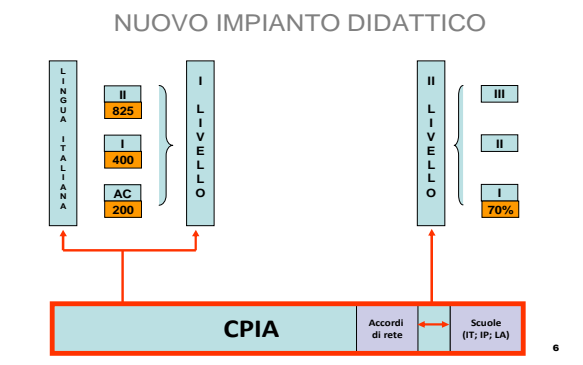 NUOVO IMPIANTO DIDATTICO
LINGUA ITALIANA
II
825
I
400
AC
200
I LIVELLO
II LIVELLO
III
II
I
70%
CPIA
Accordi
di rete
Scuole
(IT; IP; LA)
6